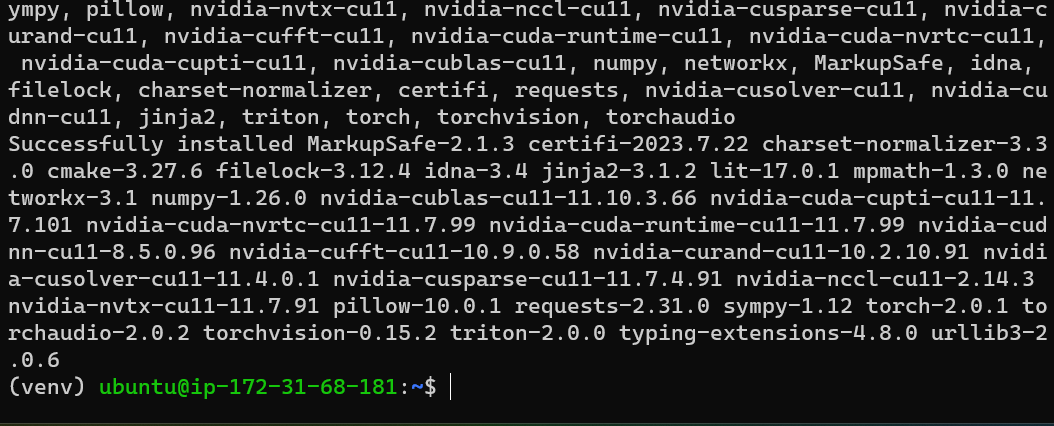 ympy, pillow, nvidia-nvtx-cu11, nvidia-nccl-cu11, nvidia-cusparse-cu11, nvidia-c
urand-cu11, nvidia-cufft-cu11, nvidia-cuda-runtime-cu11, nvidia-cuda-nvrtc-cu11,
 nvidia-cuda-cupti-cu11, nvidia-cublas-cu11, numpy, networkx, MarkupSafe, idna,
filelock, charset-normalizer, certifi, requests, nvidia-cusolver-cu11, nvidia-cu
dnn-cu11, jinja2, triton, torch, torchvision, torchaudio
Successfully installed MarkupSafe-2.1.3 certifi-2023.7.22 charset-normalizer-3.3
.0 cmake-3.27.6 filelock-3.12.4 idna-3.4 jinja2-3.1.2 lit-17.0.1 mpmath-1.3.0 ne
tworkx-3.1 numpy-1.26.0 nvidia-cublas-cu11-11.10.3.66 nvidia-cuda-cupti-cu11-11.
7.101 nvidia-cuda-nvrtc-cu11-11.7.99 nvidia-cuda-runtime-cu11-11.7.99 nvidia-cud
nn-cu11-8.5.0.96 nvidia-cufft-cu11-10.9.0.58 nvidia-curand-cu11-10.2.10.91 nvidi
a-cusolver-cu11-11.4.0.1 nvidia-cusparse-cu11-11.7.4.91 nvidia-nccl-cu11-2.14.3
nvidia-nvtx-cu11-11.7.91 pillow-10.0.1 requests-2.31.0 sympy-1.12 torch-2.0.1 to
rchaudio-2.0.2 torchvision-0.15.2 triton-2.0.0 typing-extensions-4.8.0 urllib3-2
.0.6
(venv) ubuntu@ip-172-31-68-181:~$